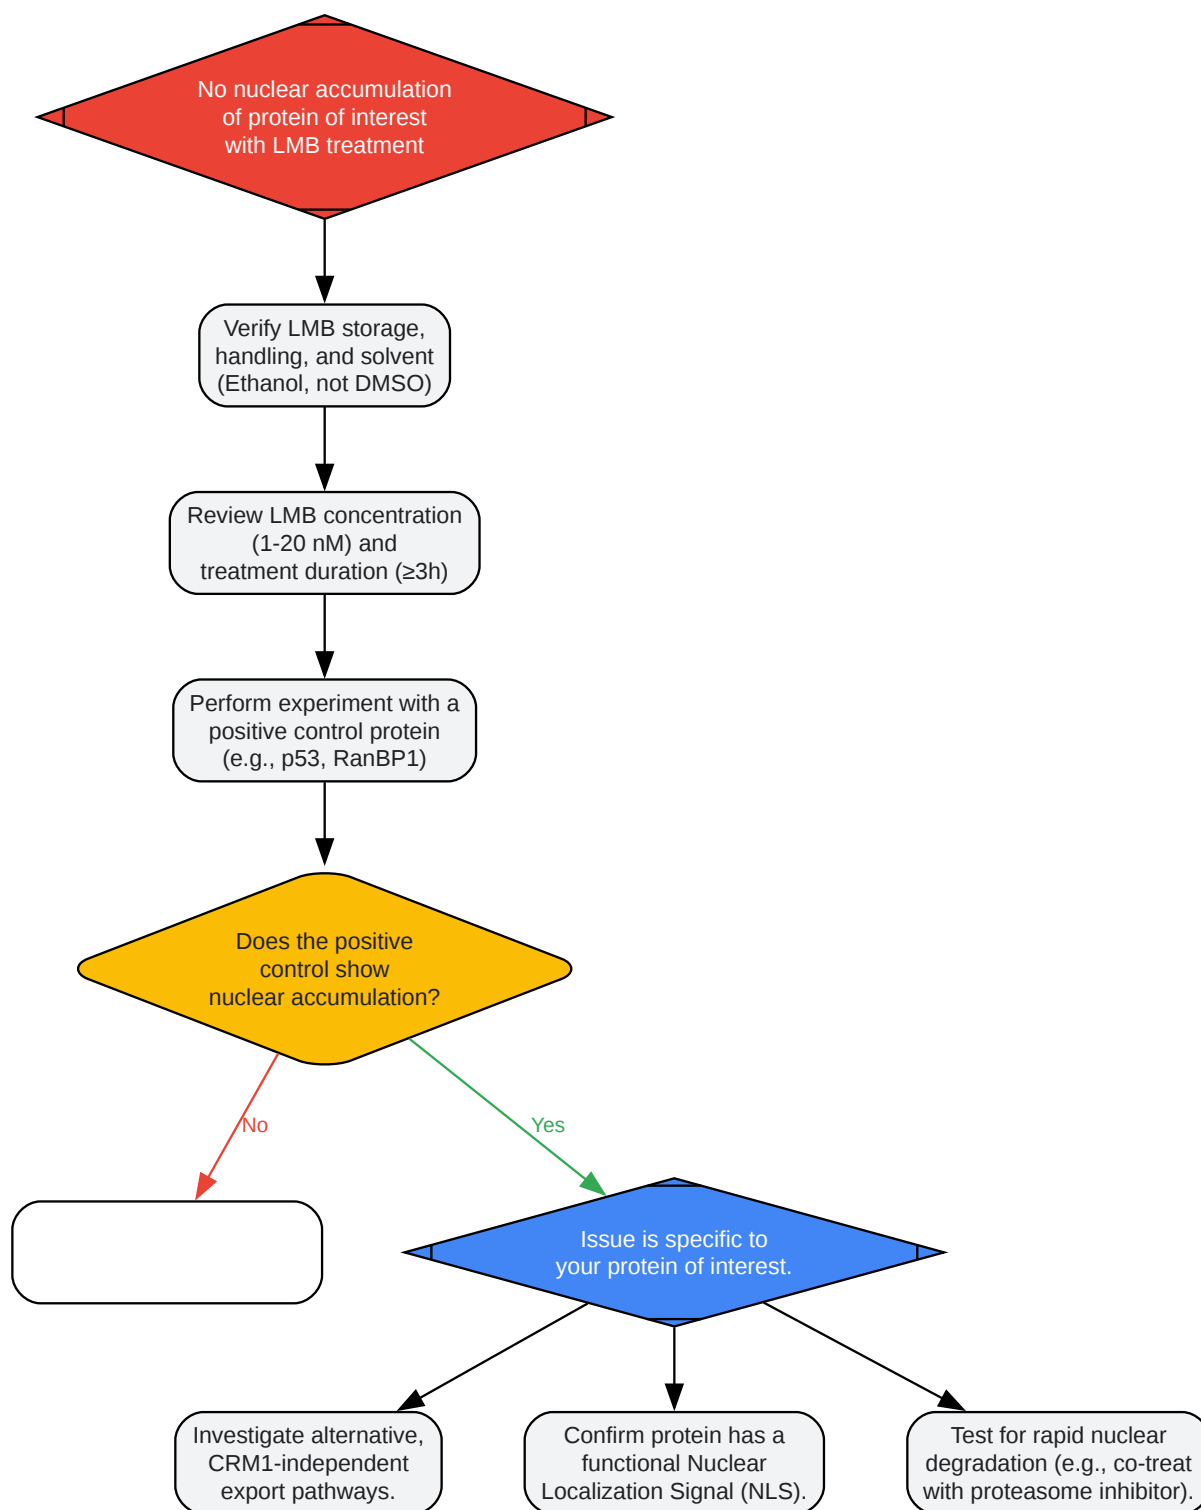 No nuclear accumulation
of protein of interest
with LMB treatment
Verify LMB storage,
handling, and solvent
(Ethanol, not DMSO)
Review LMB concentration
(1-20 nM) and
treatment duration (≥3h)
Perform experiment with a
positive control protein
(e.g., p53, RanBP1)
Does the positive
control show
nuclear accumulation?
No
Yes
Issue is specific to
your protein of interest.
Investigate alternative,
CRM1-independent
export pathways.
Confirm protein has a
functional Nuclear
Localization Signal (NLS).
Test for rapid nuclear
degradation (e.g., co-treat
with proteasome inhibitor).